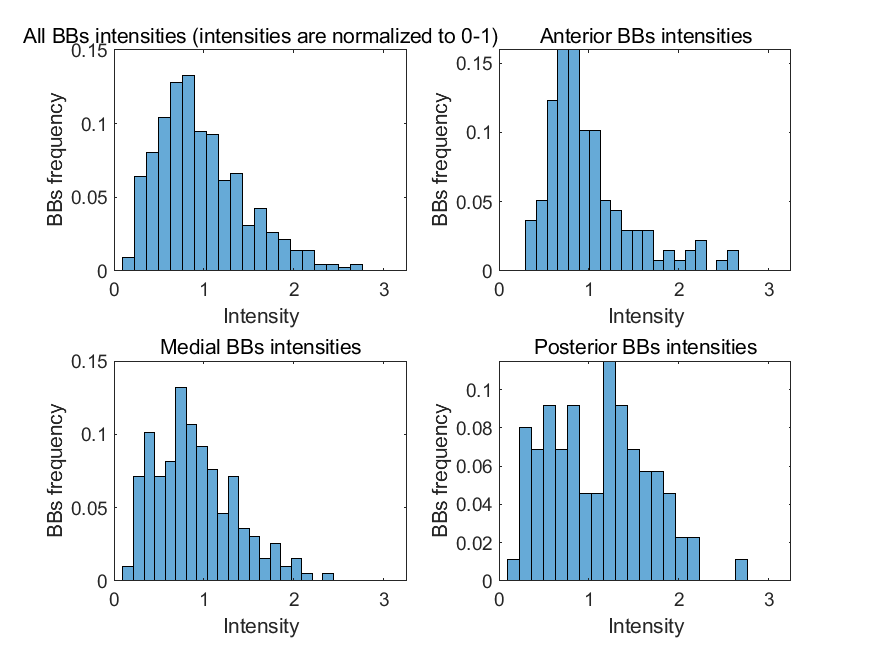 All BBs intensities (intensities are normalized to 0-1)
0.15
0.1
0.05
0
BBs frequency
0 1 2 3
Intensity
Anterior BBs intensities
0.15
0.1
0.05
0
BBs frequency
0 1 2 3
Intensity
Medial BBs intensities
0.15
0.1
0.05
0
BBs frequency
0 1 2 3
Intensity
Posterior BBs intensities
0.1
0.08
0.06
0.04
0.02
0
BBs frequency
0 1 2 3
Intensity